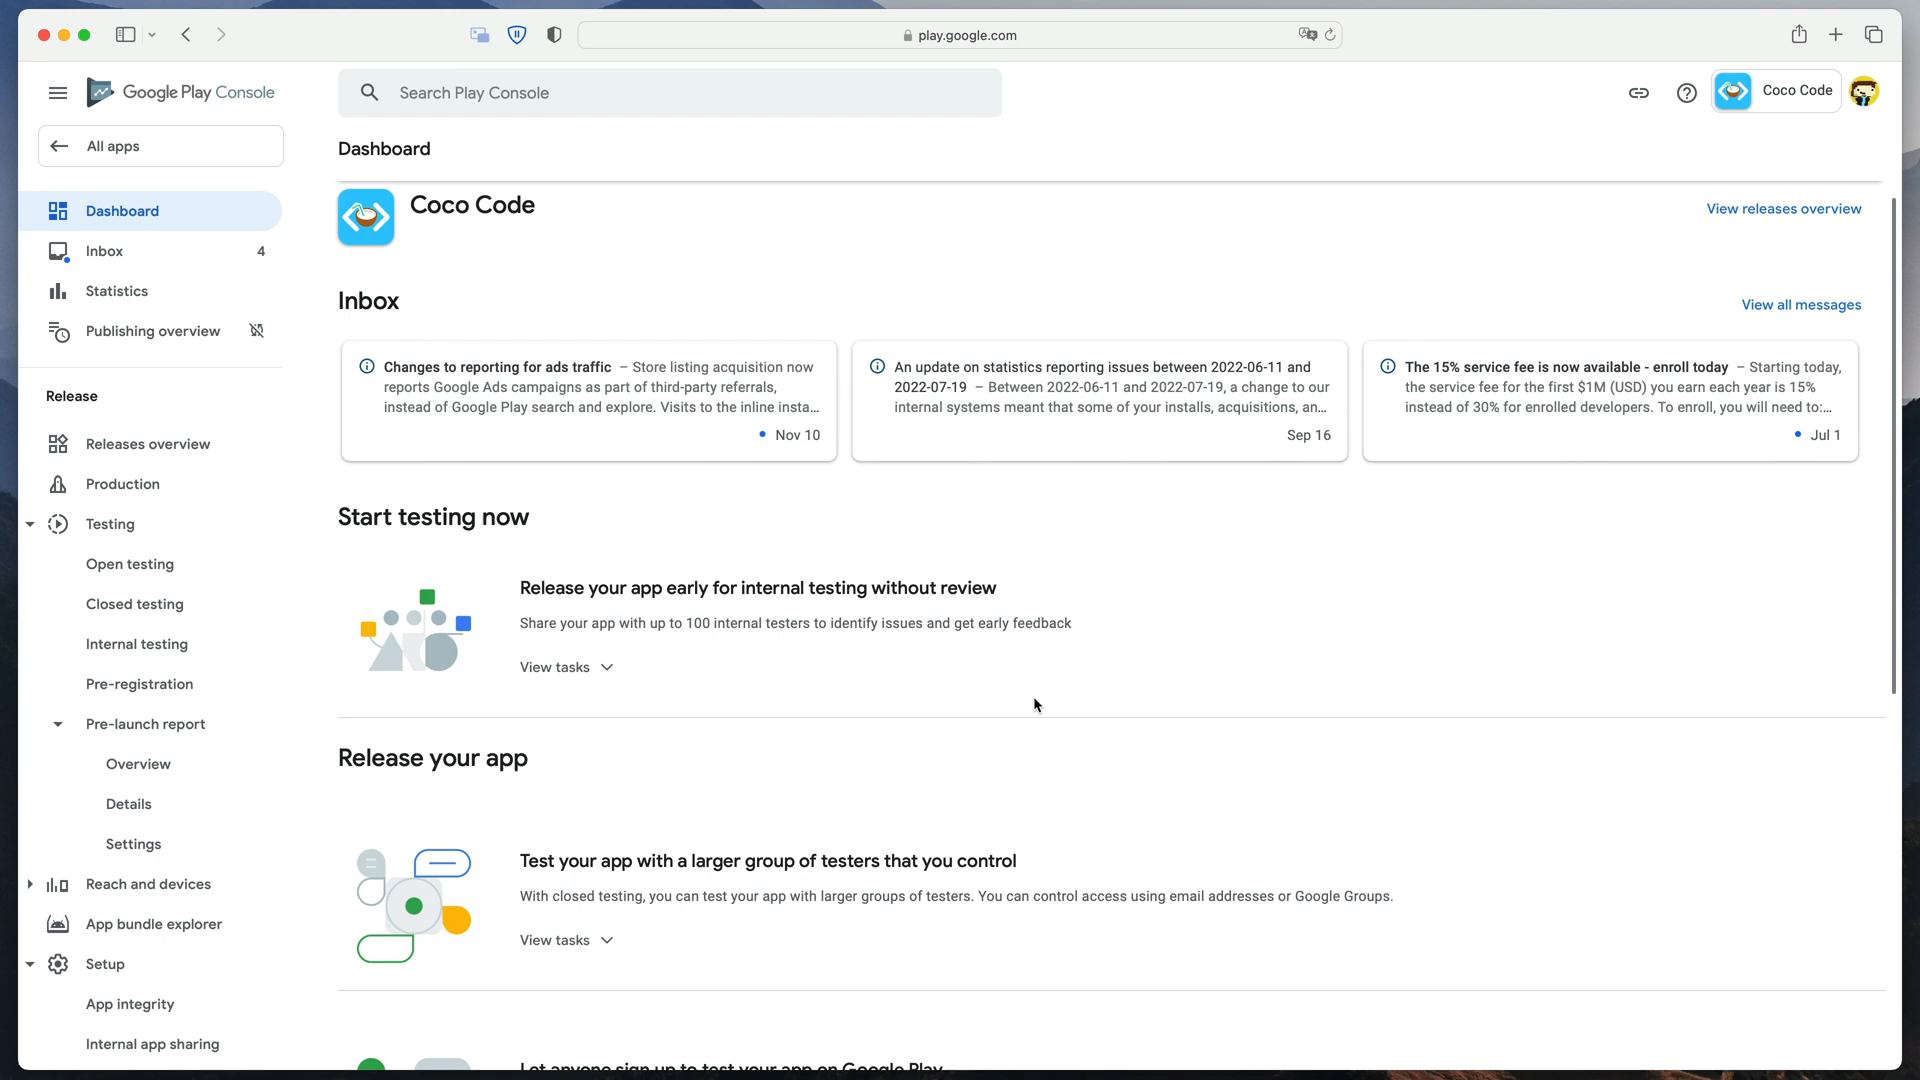 play.google.com
Google Play Console
Search Play Console
Coco Code
All apps
Dashboard
Dashboard
Inbox 4
Statistics
Publishing overview
Release
Releases overview
Production
Testing
Open testing
Closed testing
Internal testing
Pre-registration
Pre-launch report
Overview
Details
Settings
Reach and devices
App bundle explorer
Setup
App integrity
Internal app sharing
Coco Code
View releases overview
Inbox
View all messages
Changes to reporting for ads traffic – Store listing acquisition now
reports Google Ads campaigns as part of third-party referrals,
instead of Google Play search and explore. Visits to the inline insta...
Nov 10
An update on statistics reporting issues between 2022-06-11 and
2022-07-19 – Between 2022-06-11 and 2022-07-19, a change to our
internal systems meant that some of your installs, acquisitions, an...
Sep 16
The 15% service fee is now available - enroll today – Starting today,
the service fee for the first $1M (USD) you earn each year is 15%
instead of 30% for enrolled developers. To enroll, you will need to:...
Jul 1
Start testing now
Release your app early for internal testing without review
Share your app with up to 100 internal testers to identify issues and get early feedback
View tasks
Release your app
Test your app with a larger group of testers that you control
With closed testing, you can test your app with larger groups of testers. You can control access using email addresses or Google Groups.
View tasks
Let anyone sign up to test your app on Google Play